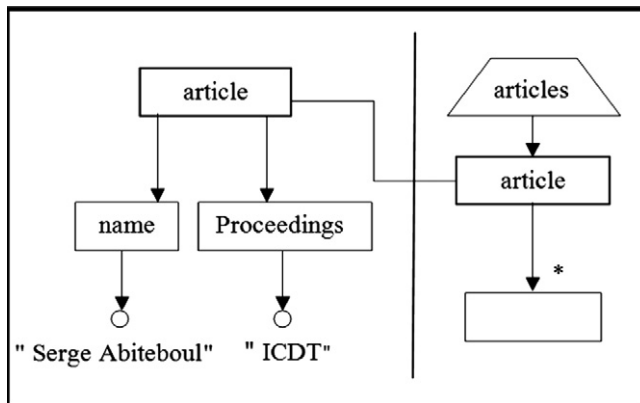 article
name
Proceedings
" Serge Abiteboul"
" ICDT"
articles
article
*